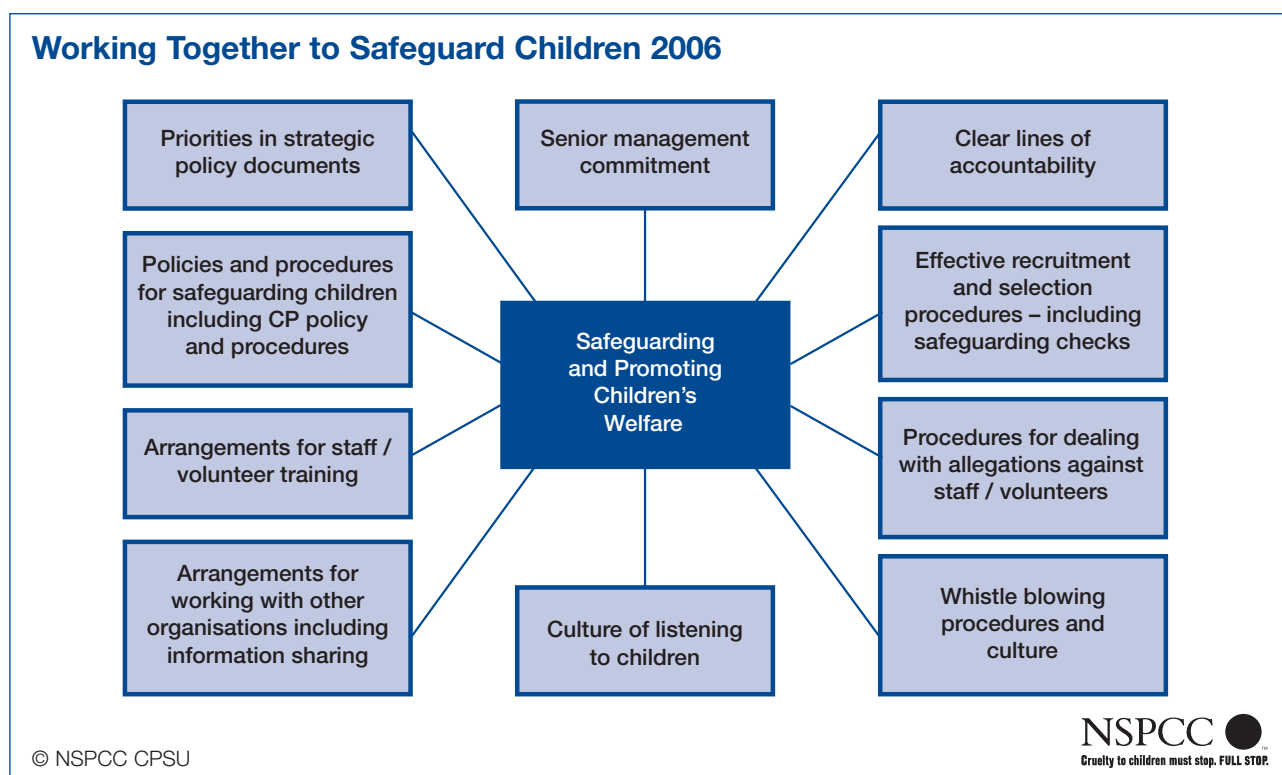 Working Together to Safeguard Children 2006
Priorities in strategic
policy documents
Senior management
commitment
Clear lines of
accountability
Policies and procedures
for safeguarding children
including CP policy
and procedures
Effective recruitment
and selection
procedures – including
safeguarding checks
Safeguarding
and Promoting
Children’s
Welfare
Arrangements for staff /
volunteer training
Procedures for dealing
with allegations against
staff / volunteers
Arrangements for
working with other
organisations including
information sharing
Culture of listening
to children
Whistle blowing
procedures and
culture
© NSPCC CPSU
NSPCC
Cruelty to children must stop. FULL STOP.